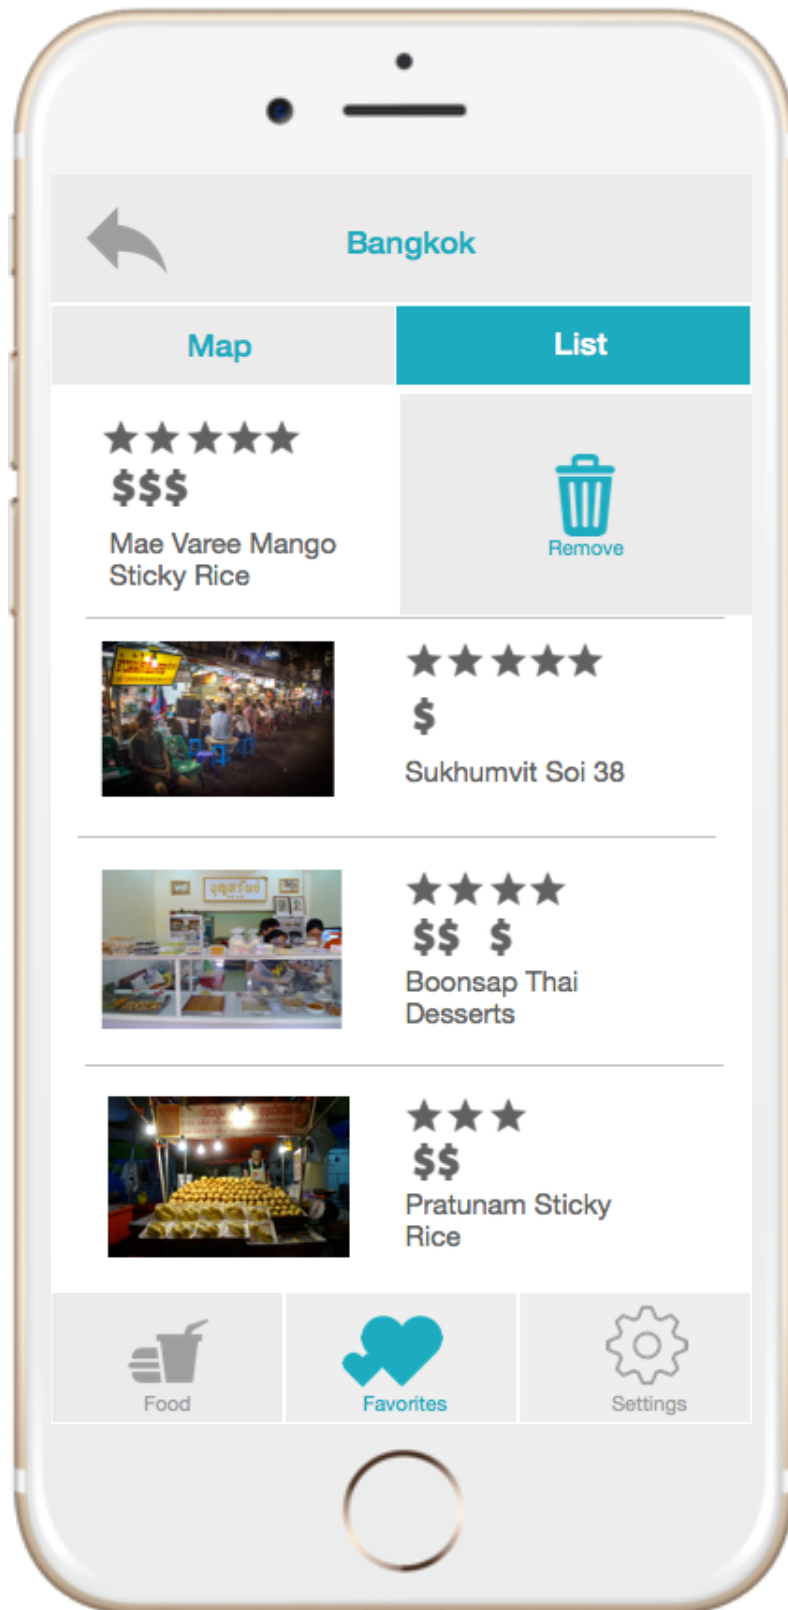 Bangkok
Map
List
$$$
Mae Varee Mango
Sticky Rice
Remove
$
Sukhumvit Soi 38
$$ $
Boonsap Thai
Desserts
$$
Pratunam Sticky
Rice
Food
Favorites
Settings